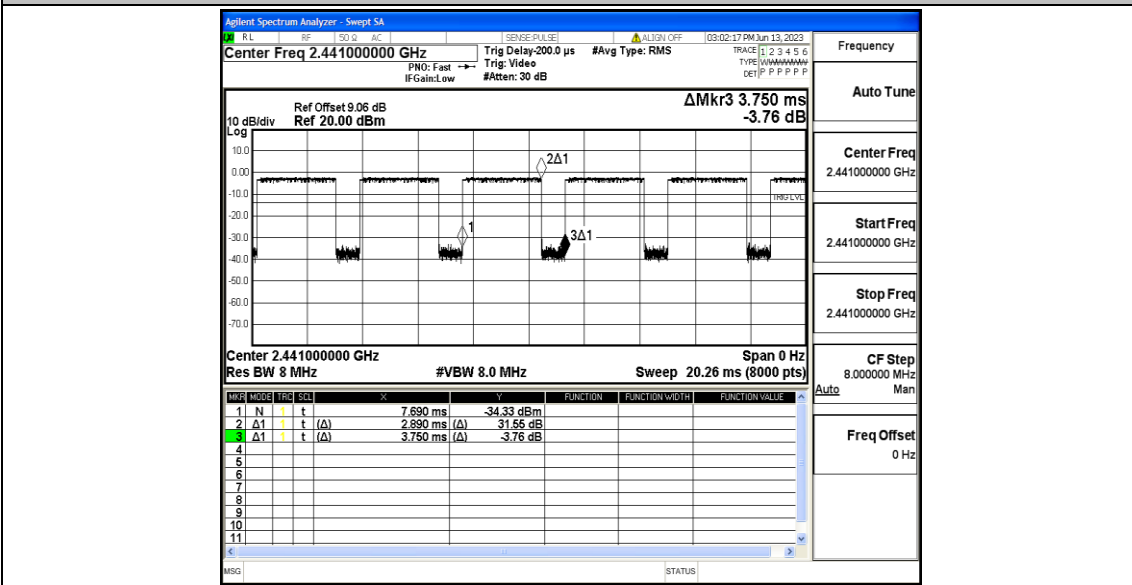 Agilent Spectrum Analyzer - Swept SA
RL RF 50 Ω AC SENSE:PULSE ALIGN OFF 03:02:17 PM Jun 13, 2023
Center Freq 2.441000000 GHz
PNO: Fast
IFGain:Low
Trig Delay-200.0 µs
Trig: Video
#Atten: 30 dB
#Avg Type: RMS
TRACE 1 2 3 4 5 6
TYPE
DET P P P P P P
Frequency
Auto Tune
ΔMkr3 3.750 ms
-3.76 dB
Ref Offset 9.06 dB
10 dB/div Ref 20.00 dBm
Log
10.0
0.00
-10.0
-20.0
-30.0
-40.0
-50.0
-60.0
-70.0
2Δ1
1
3Δ1
TRIG LVL
Center Freq
2.441000000 GHz
Start Freq
2.441000000 GHz
Stop Freq
2.441000000 GHz
CF Step
8.000000 MHz
Auto Man
Freq Offset
0 Hz
Center 2.441000000 GHz Span 0 Hz
Res BW 8 MHz #VBW 8.0 MHz Sweep 20.26 ms (8000 pts)
MKR MODE TRC SCL X Y FUNCTION FUNCTION WIDTH FUNCTION VALUE
1 N 1 t 7.690 ms -34.33 dBm
2 Δ1 1 t (Δ) 2.890 ms (Δ) 31.55 dB
3 Δ1 1 t (Δ) 3.750 ms (Δ) -3.76 dB
4
5
6
7
8
9
10
11
MSG STATUS